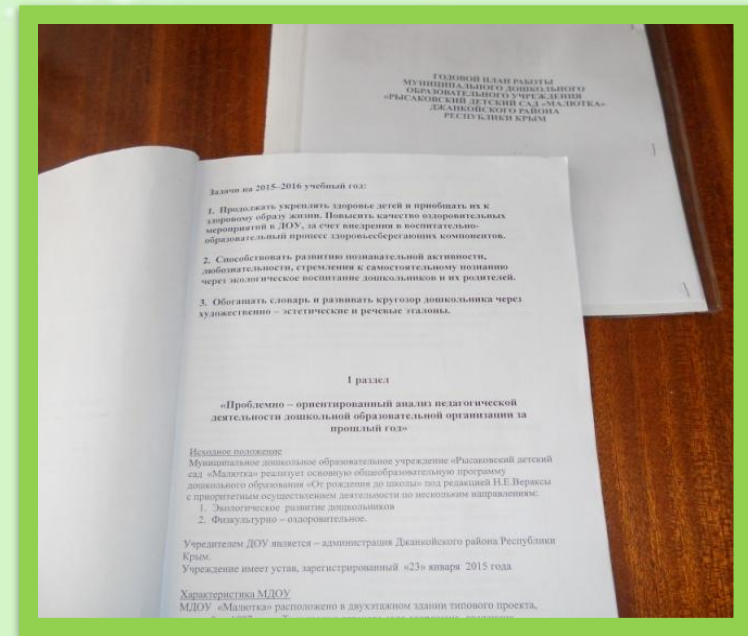 ГОДОВОЙ ПЛАН РАБОТЫ
МУНИЦИПАЛЬНОГО ДОШКОЛЬНОГО
ОБРАЗОВАТЕЛЬНОГО УЧРЕЖДЕНИЯ
«РЫСАКОВСКИЙ ДЕТСКИЙ САД «МАЛЮТКА»
ДЖАНКОЙСКОГО РАЙОНА
РЕСПУБЛИКИ КРЫМ
Задачи на 2015–2016 учебный год:
1. Продолжать укреплять здоровье детей и приобщать их к
здоровому образу жизни. Повысить качество оздоровительных
мероприятий в ДОУ, за счет внедрения в воспитательно-
образовательный процесс здоровьесберегающих компонентов.
2. Способствовать развитию познавательной активности,
любознательности, стремления к самостоятельному познанию
через экологическое воспитание дошкольников и их родителей.
3. Обогащать словарь и развивать кругозор дошкольника через
художественно – эстетические и речевые эталоны.
1 раздел
«Проблемно – ориентированный анализ педагогической
деятельности дошкольной образовательной организации за
прошлый год»
Исходное положение
Муниципальное дошкольное образовательное учреждение «Рысаковский детский
сад «Малютка» реализует основную общеобразовательную программу
дошкольного образования «От рождения до школы» под редакцией Н.Е.Вераксы
с приоритетным осуществлением деятельности по нескольким направлениям:
1. Экологическое развитие дошкольников
2. Физкультурно – оздоровительное.
Учредителем ДОУ является – администрация Джанкойского района Республики
Крым.
Учреждение имеет устав, зарегистрированный «23» января 2015 года
Характеристика МДОУ
МДОУ «Малютка» расположено в двухэтажном здании типового проекта,